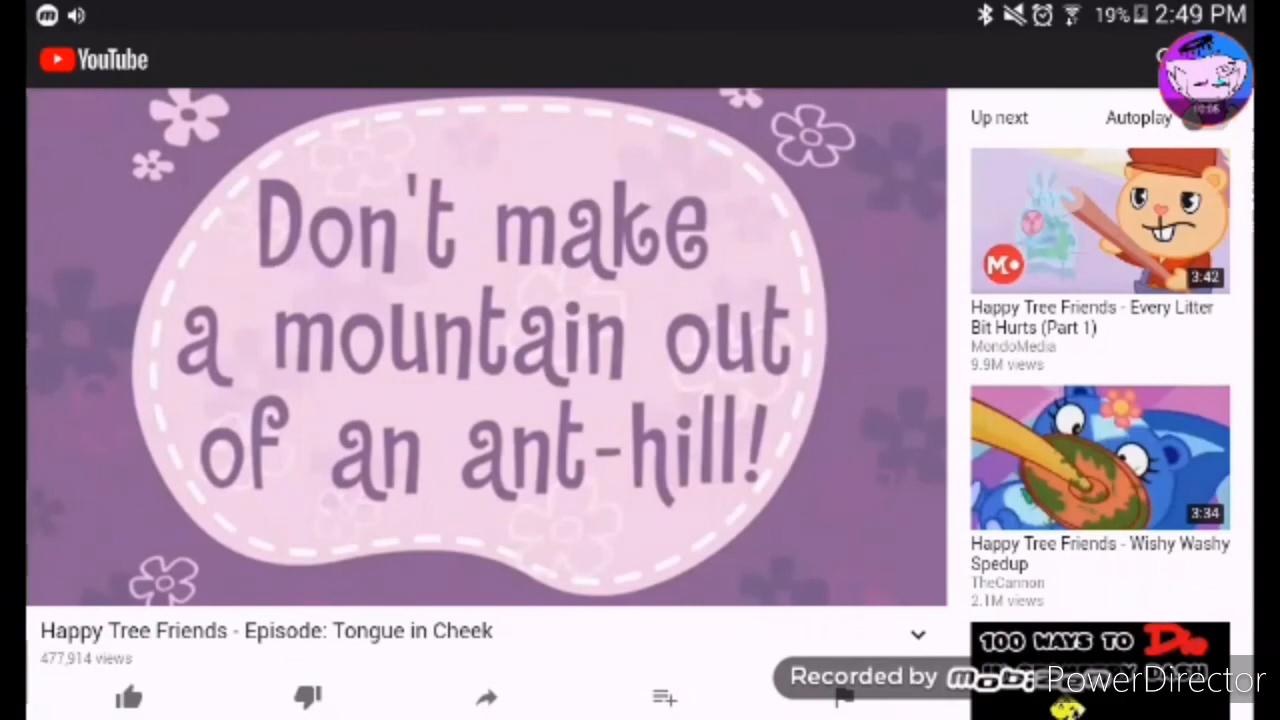 19% 2:49 PM
YouTube
Don't make
a mountain out
of an ant-hill!
Up next Autoplay
3:42
Happy Tree Friends - Every Litter
Bit Hurts (Part 1)
MondoMedia
9.9M views
3:34
Happy Tree Friends - Wishy Washy
Spedup
TheCannon
2.1M views
100 WAYS TO Die
Happy Tree Friends - Episode: Tongue in Cheek
477,914 views
Recorded by
PowerDirector